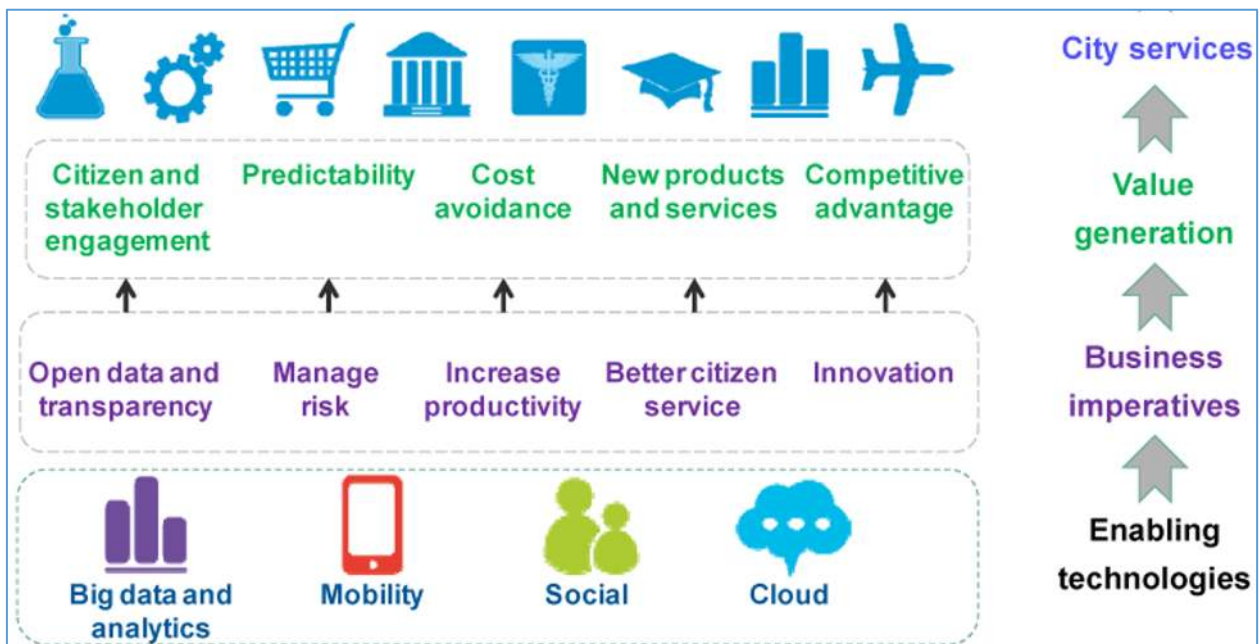 City services
Citizen and
stakeholder
engagement
Predictability
Cost
avoidance
New products
and services
Competitive
advantage
Value
generation
Open data and
transparency
Manage
risk
Increase
productivity
Better citizen
service
Innovation
Business
imperatives
Big data and
analytics
Mobility
Social
Cloud
Enabling
technologies